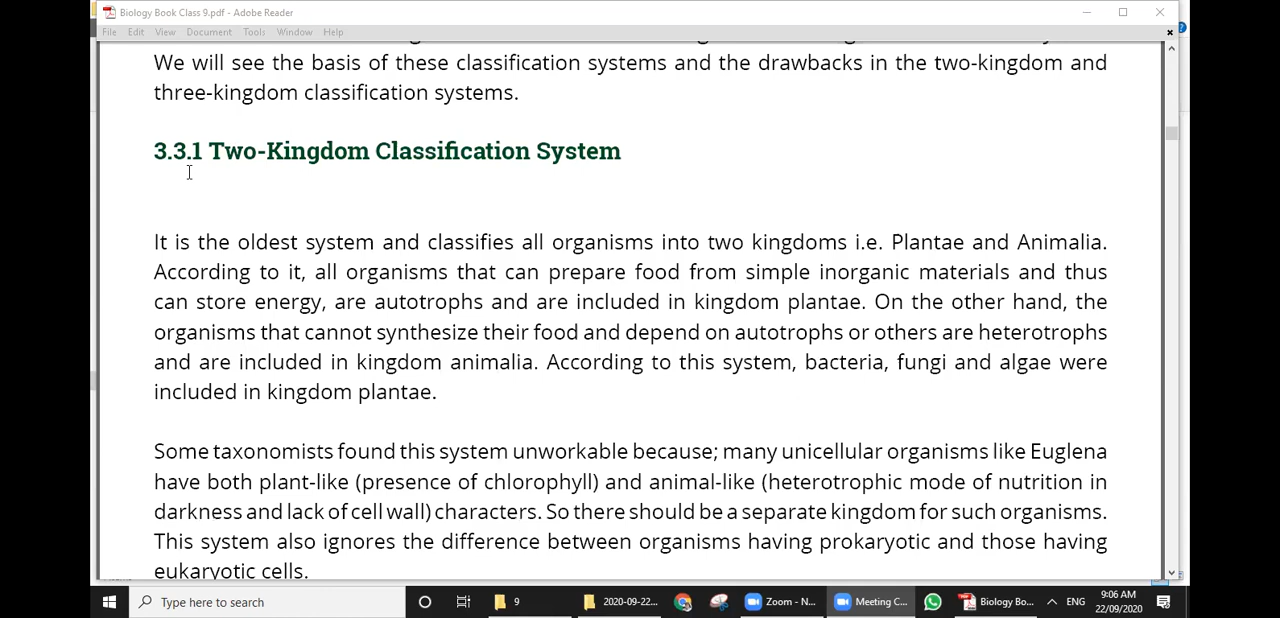 Biology Book Class 9.pdf - Adobe Reader
File Edit View Document Tools Window Help
We will see the basis of these classification systems and the drawbacks in the two-kingdom and
three-kingdom classification systems.
3.3.1 Two-Kingdom Classification System
It is the oldest system and classifies all organisms into two kingdoms i.e. Plantae and Animalia.
According to it, all organisms that can prepare food from simple inorganic materials and thus
can store energy, are autotrophs and are included in kingdom plantae. On the other hand, the
organisms that cannot synthesize their food and depend on autotrophs or others are heterotrophs
and are included in kingdom animalia. According to this system, bacteria, fungi and algae were
included in kingdom plantae.
Some taxonomists found this system unworkable because; many unicellular organisms like Euglena
have both plant-like (presence of chlorophyll) and animal-like (heterotrophic mode of nutrition in
darkness and lack of cell wall) characters. So there should be a separate kingdom for such organisms.
This system also ignores the difference between organisms having prokaryotic and those having
eukaryotic cells.
Type here to search 9 2020-09-22... Zoom - N... Meeting C... Biology Bo... ENG 9:06 AM
22/09/2020